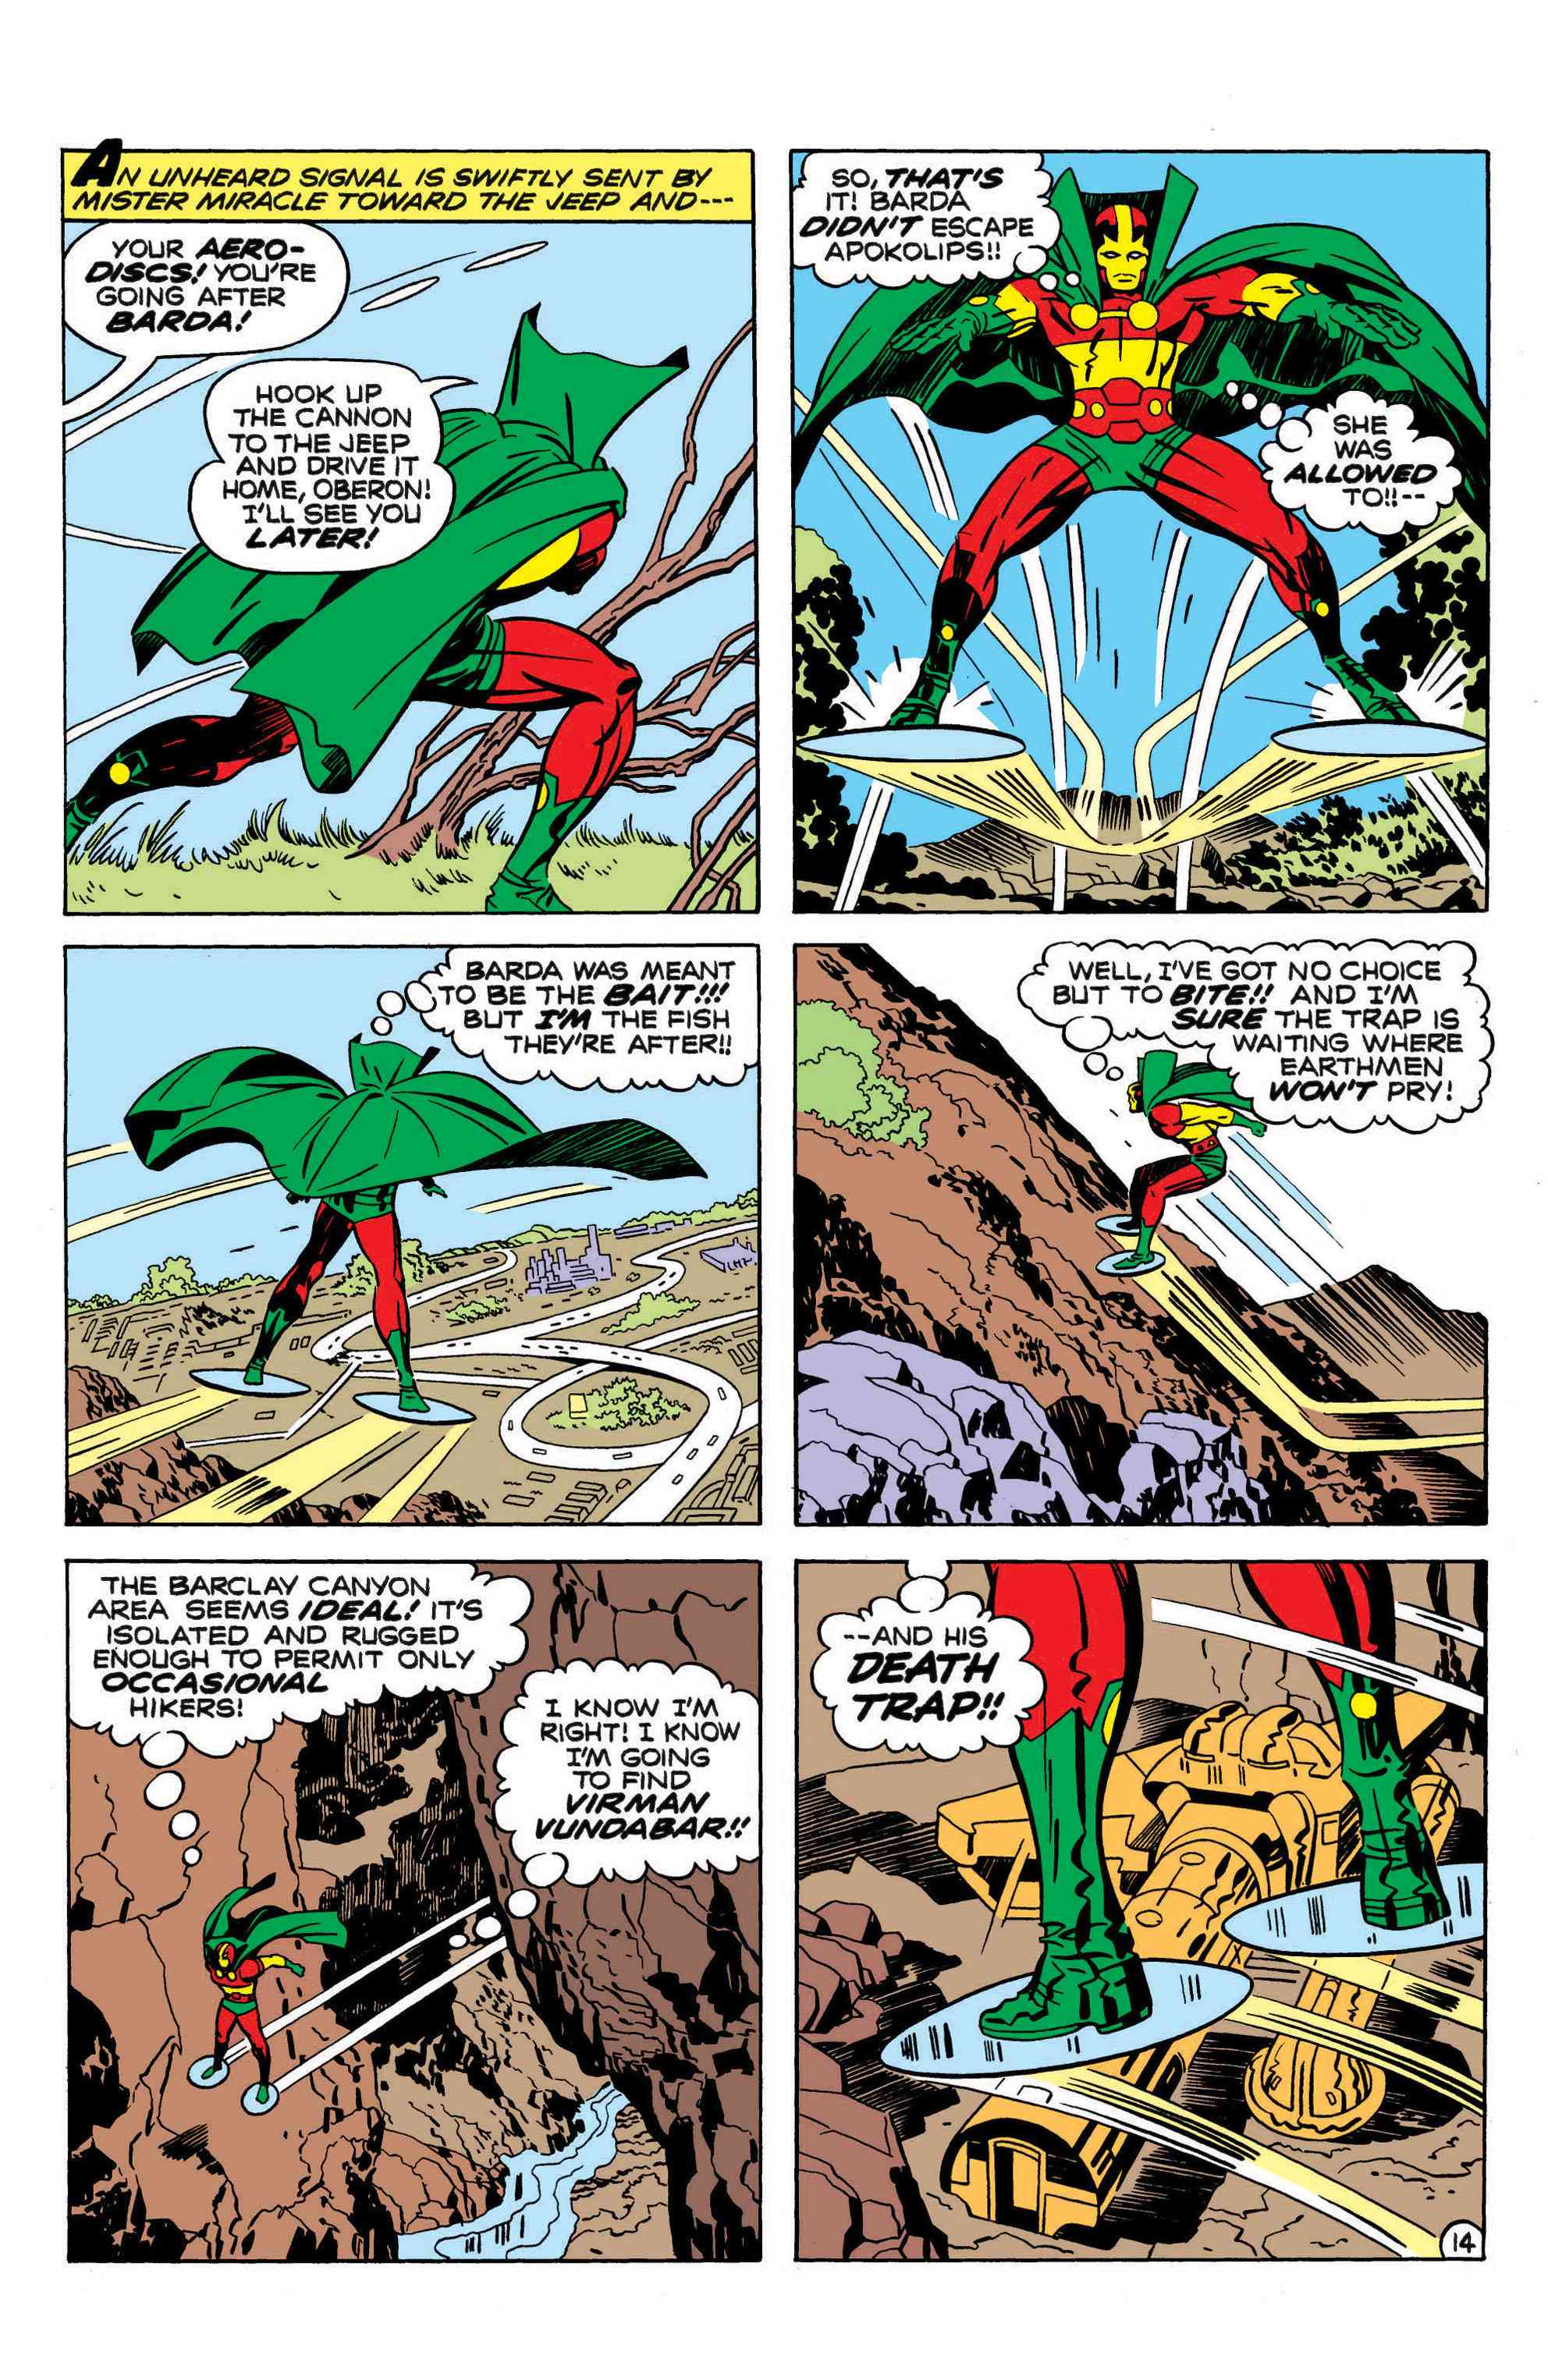 AN UNHEARD SIGNAL IS SWIFTLY SENT BY
MISTER MIRACLE TOWARD THE JEEP AND---
YOUR AERO-
DISCS! YOU'RE
GOING AFTER
BARDA!
HOOK UP
THE CANNON
TO THE JEEP
AND DRIVE IT
HOME, OBERON!
I'LL SEE YOU
LATER!
SO, THAT'S
IT! BARDA
DIDN'T ESCAPE
APOKOLIPS!!
SHE
WAS
ALLOWED
TO!!--
BARDA WAS MEANT
TO BE THE BAIT!!!
BUT I'M THE FISH
THEY'RE AFTER!!
WELL, I'VE GOT NO CHOICE
BUT TO BITE!! AND I'M
SURE THE TRAP IS
WAITING WHERE
EARTHMEN
WON'T PRY!
THE BARCLAY CANYON
AREA SEEMS IDEAL! IT'S
ISOLATED AND RUGGED
ENOUGH TO PERMIT ONLY
OCCASIONAL
HIKERS!
I KNOW I'M
RIGHT! I KNOW
I'M GOING
TO FIND
VIRMAN
VUNDABAR!!
--AND HIS
DEATH
TRAP!!
14